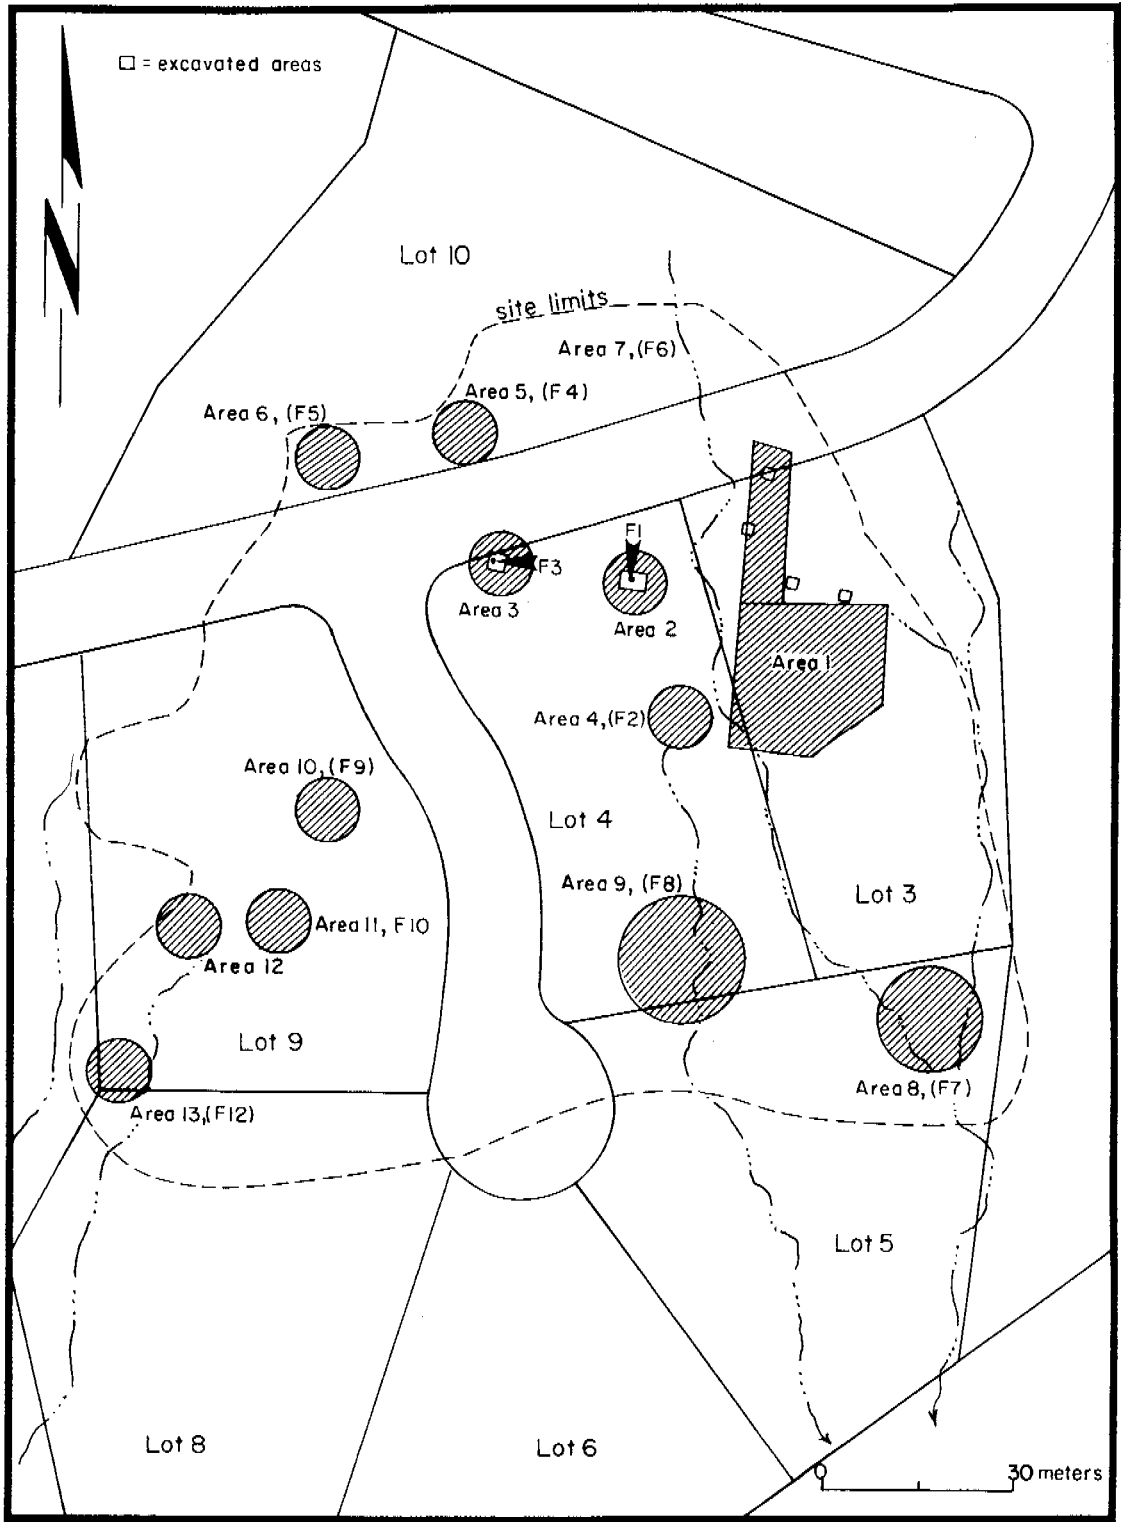 = excavated areas
N
Lot 10
site limits
Area 7, (F6)
Area 5, (F4)
Area 6, (F5)
F1
F3
Area 3
Area 2
Area 1
Area 4, (F2)
Area 10, (F9)
Lot 4
Area 9, (F8)
Lot 3
Area 11, F10
Area 12
Lot 9
Area 8, (F7)
Area 13, (F12)
Lot 5
Lot 8
Lot 6
0
30 meters